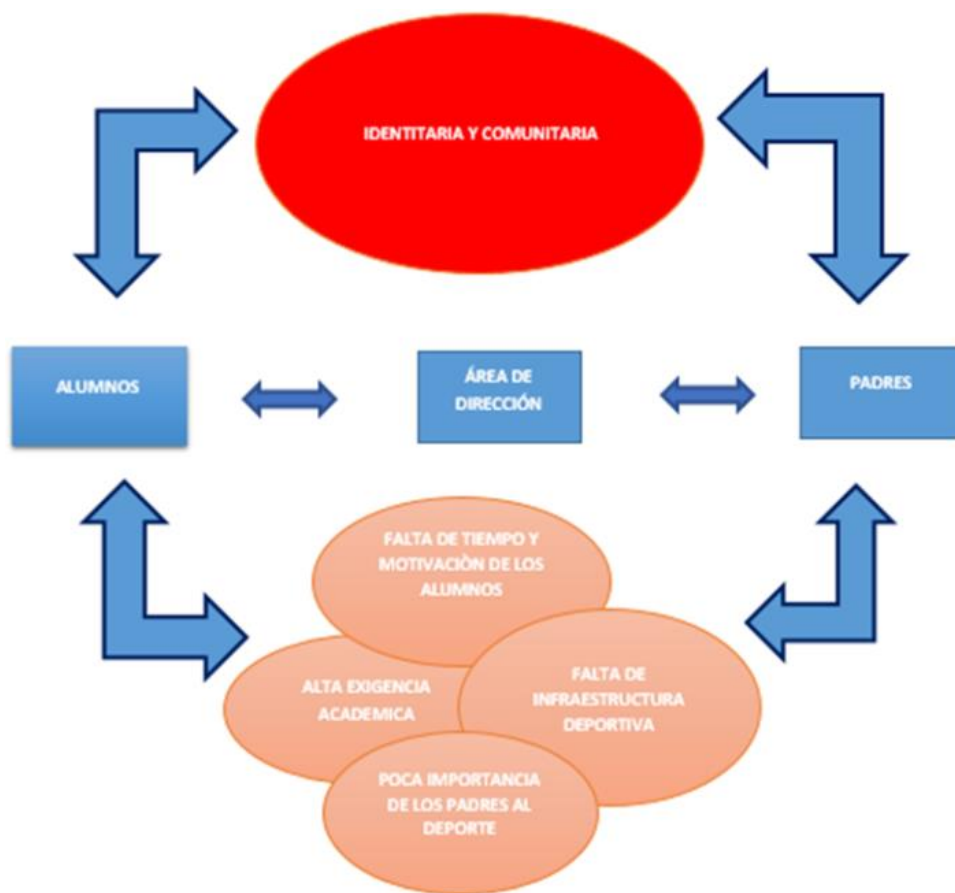 IDENTITARIA Y COMUNITARIA
ALUMNOS
ÁREA DE
DIRECCIÓN
PADRES
FALTA DE TIEMPO Y
MOTIVACIÒN DE LOS
ALUMNOS
ALTA EXIGENCIA
ACADEMICA
FALTA DE
INFRAESTRUCTURA
DEPORTIVA
POCA IMPORTANCIA
DE LOS PADRES AL
DEPORTE